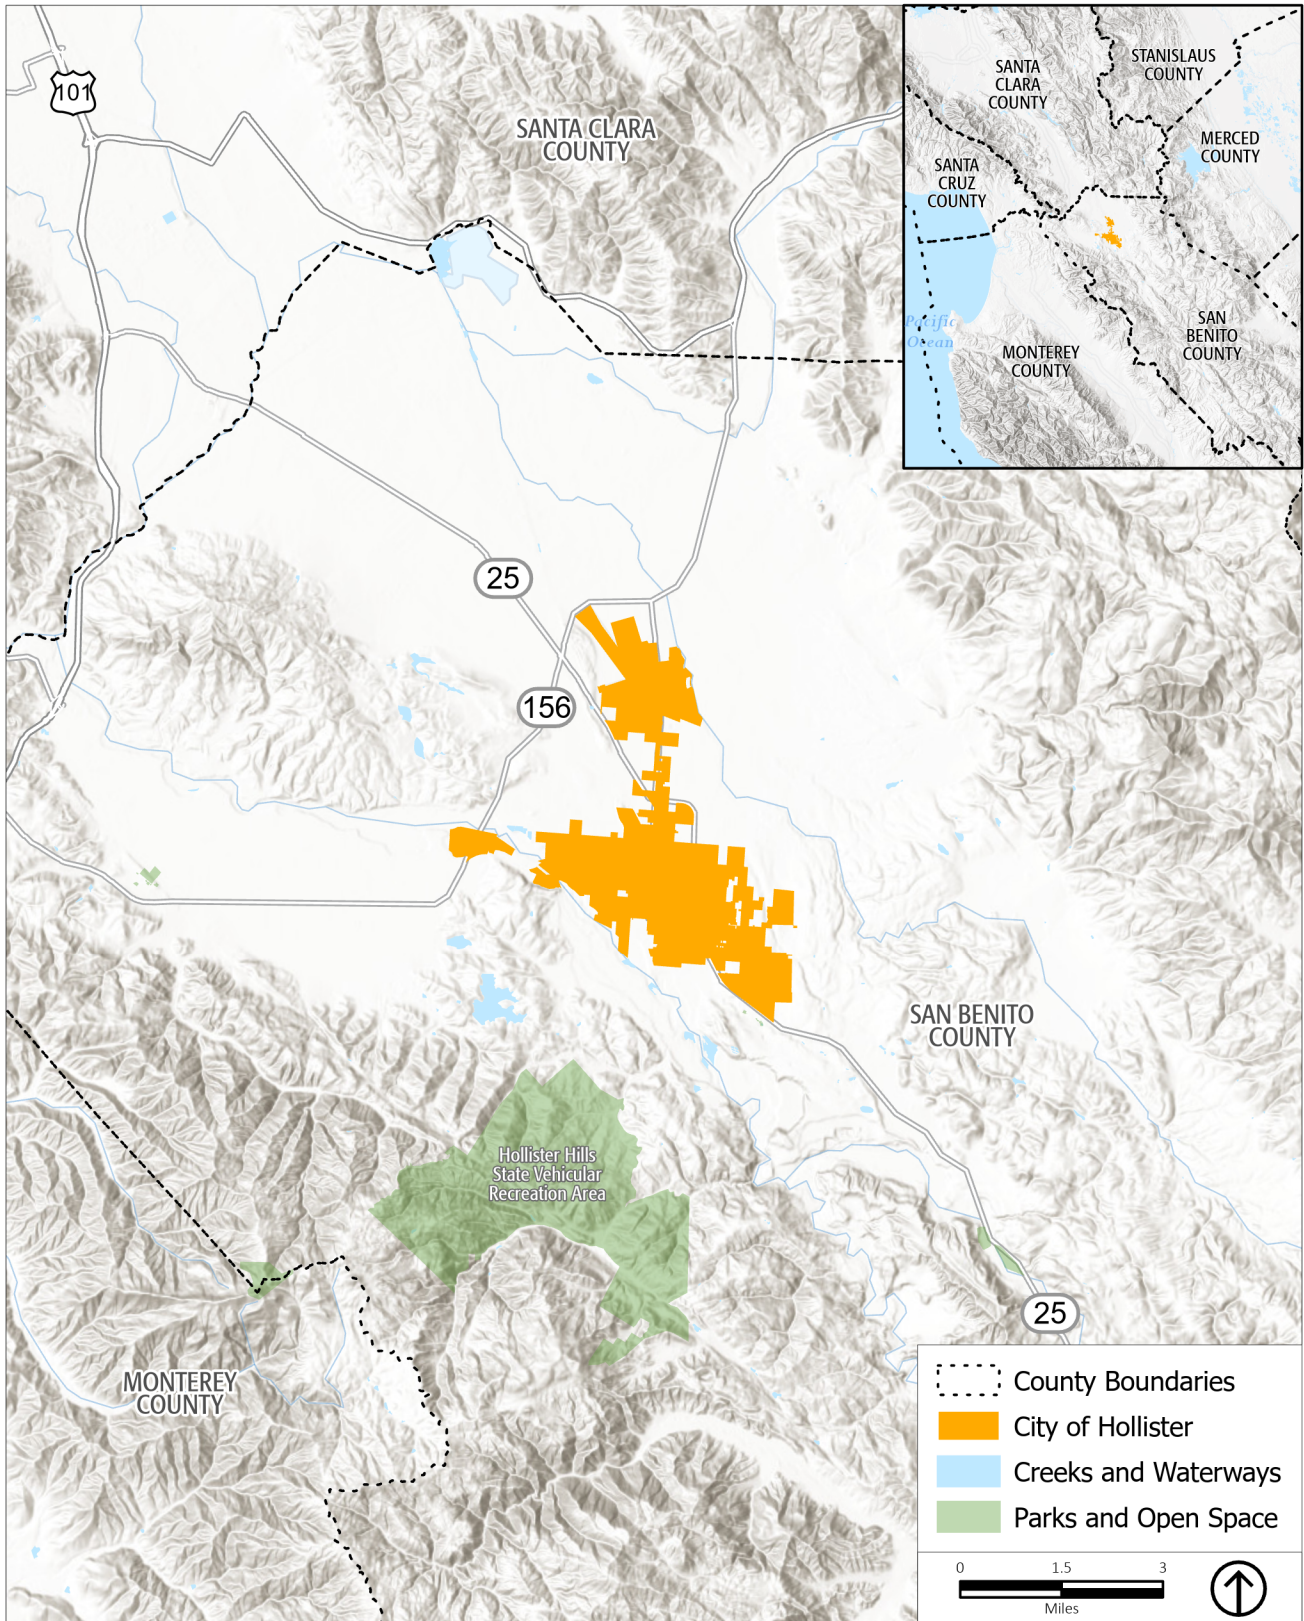 101
SANTA CLARA
COUNTY
SANTA
CLARA
COUNTY
STANISLAUS
COUNTY
MERCED
COUNTY
SANTA
CRUZ
COUNTY
Pacific
Ocean
MONTEREY
COUNTY
SAN
BENITO
COUNTY
25
156
SAN BENITO
COUNTY
Hollister Hills
State Vehicular
Recreation Area
25
MONTEREY
COUNTY
County Boundaries
City of Hollister
Creeks and Waterways
Parks and Open Space
0 1.5 3
Miles